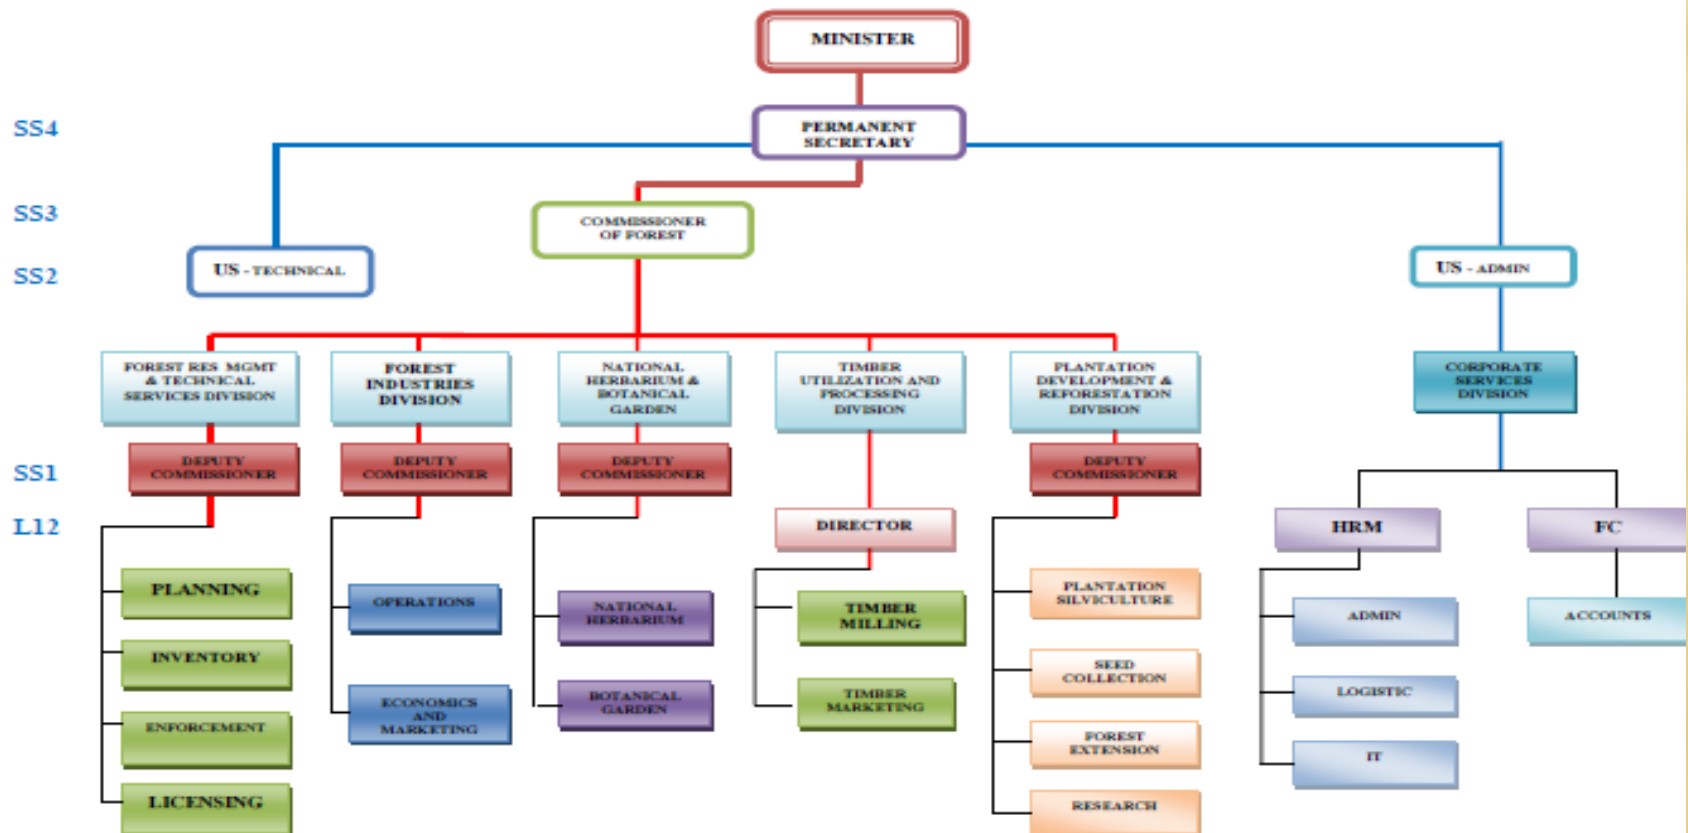 MINISTER
SS4
PERMANENT
SECRETARY
SS3
COMMISSIONER
OF FOREST
SS2
US - TECHNICAL
US - ADMIN
FOREST RES MGMT
& TECHNICAL
SERVICES DIVISION
FOREST
INDUSTRIES
DIVISION
NATIONAL
HERBARIUM &
BOTANICAL
GARDEN
TIMBER
UTILIZATION AND
PROCESSING
DIVISION
PLANTATION
DEVELOPMENT &
REFORESTATION
DIVISION
CORPORATE
SERVICES
DIVISION
SS1
DEPUTY
COMMISSIONER
DEPUTY
COMMISSIONER
DEPUTY
COMMISSIONER
DEPUTY
COMMISSIONER
L12
DIRECTOR
HRM
FC
PLANNING
INVENTORY
ENFORCEMENT
LICENSING
OPERATIONS
ECONOMICS
AND
MARKETING
NATIONAL
HERBARIUM
BOTANICAL
GARDEN
TIMBER
MILLING
TIMBER
MARKETING
PLANTATION
SILVICULTURE
SEED
COLLECTION
FOREST
EXTENSION
RESEARCH
ADMIN
LOGISTIC
IT
ACCOUNTS